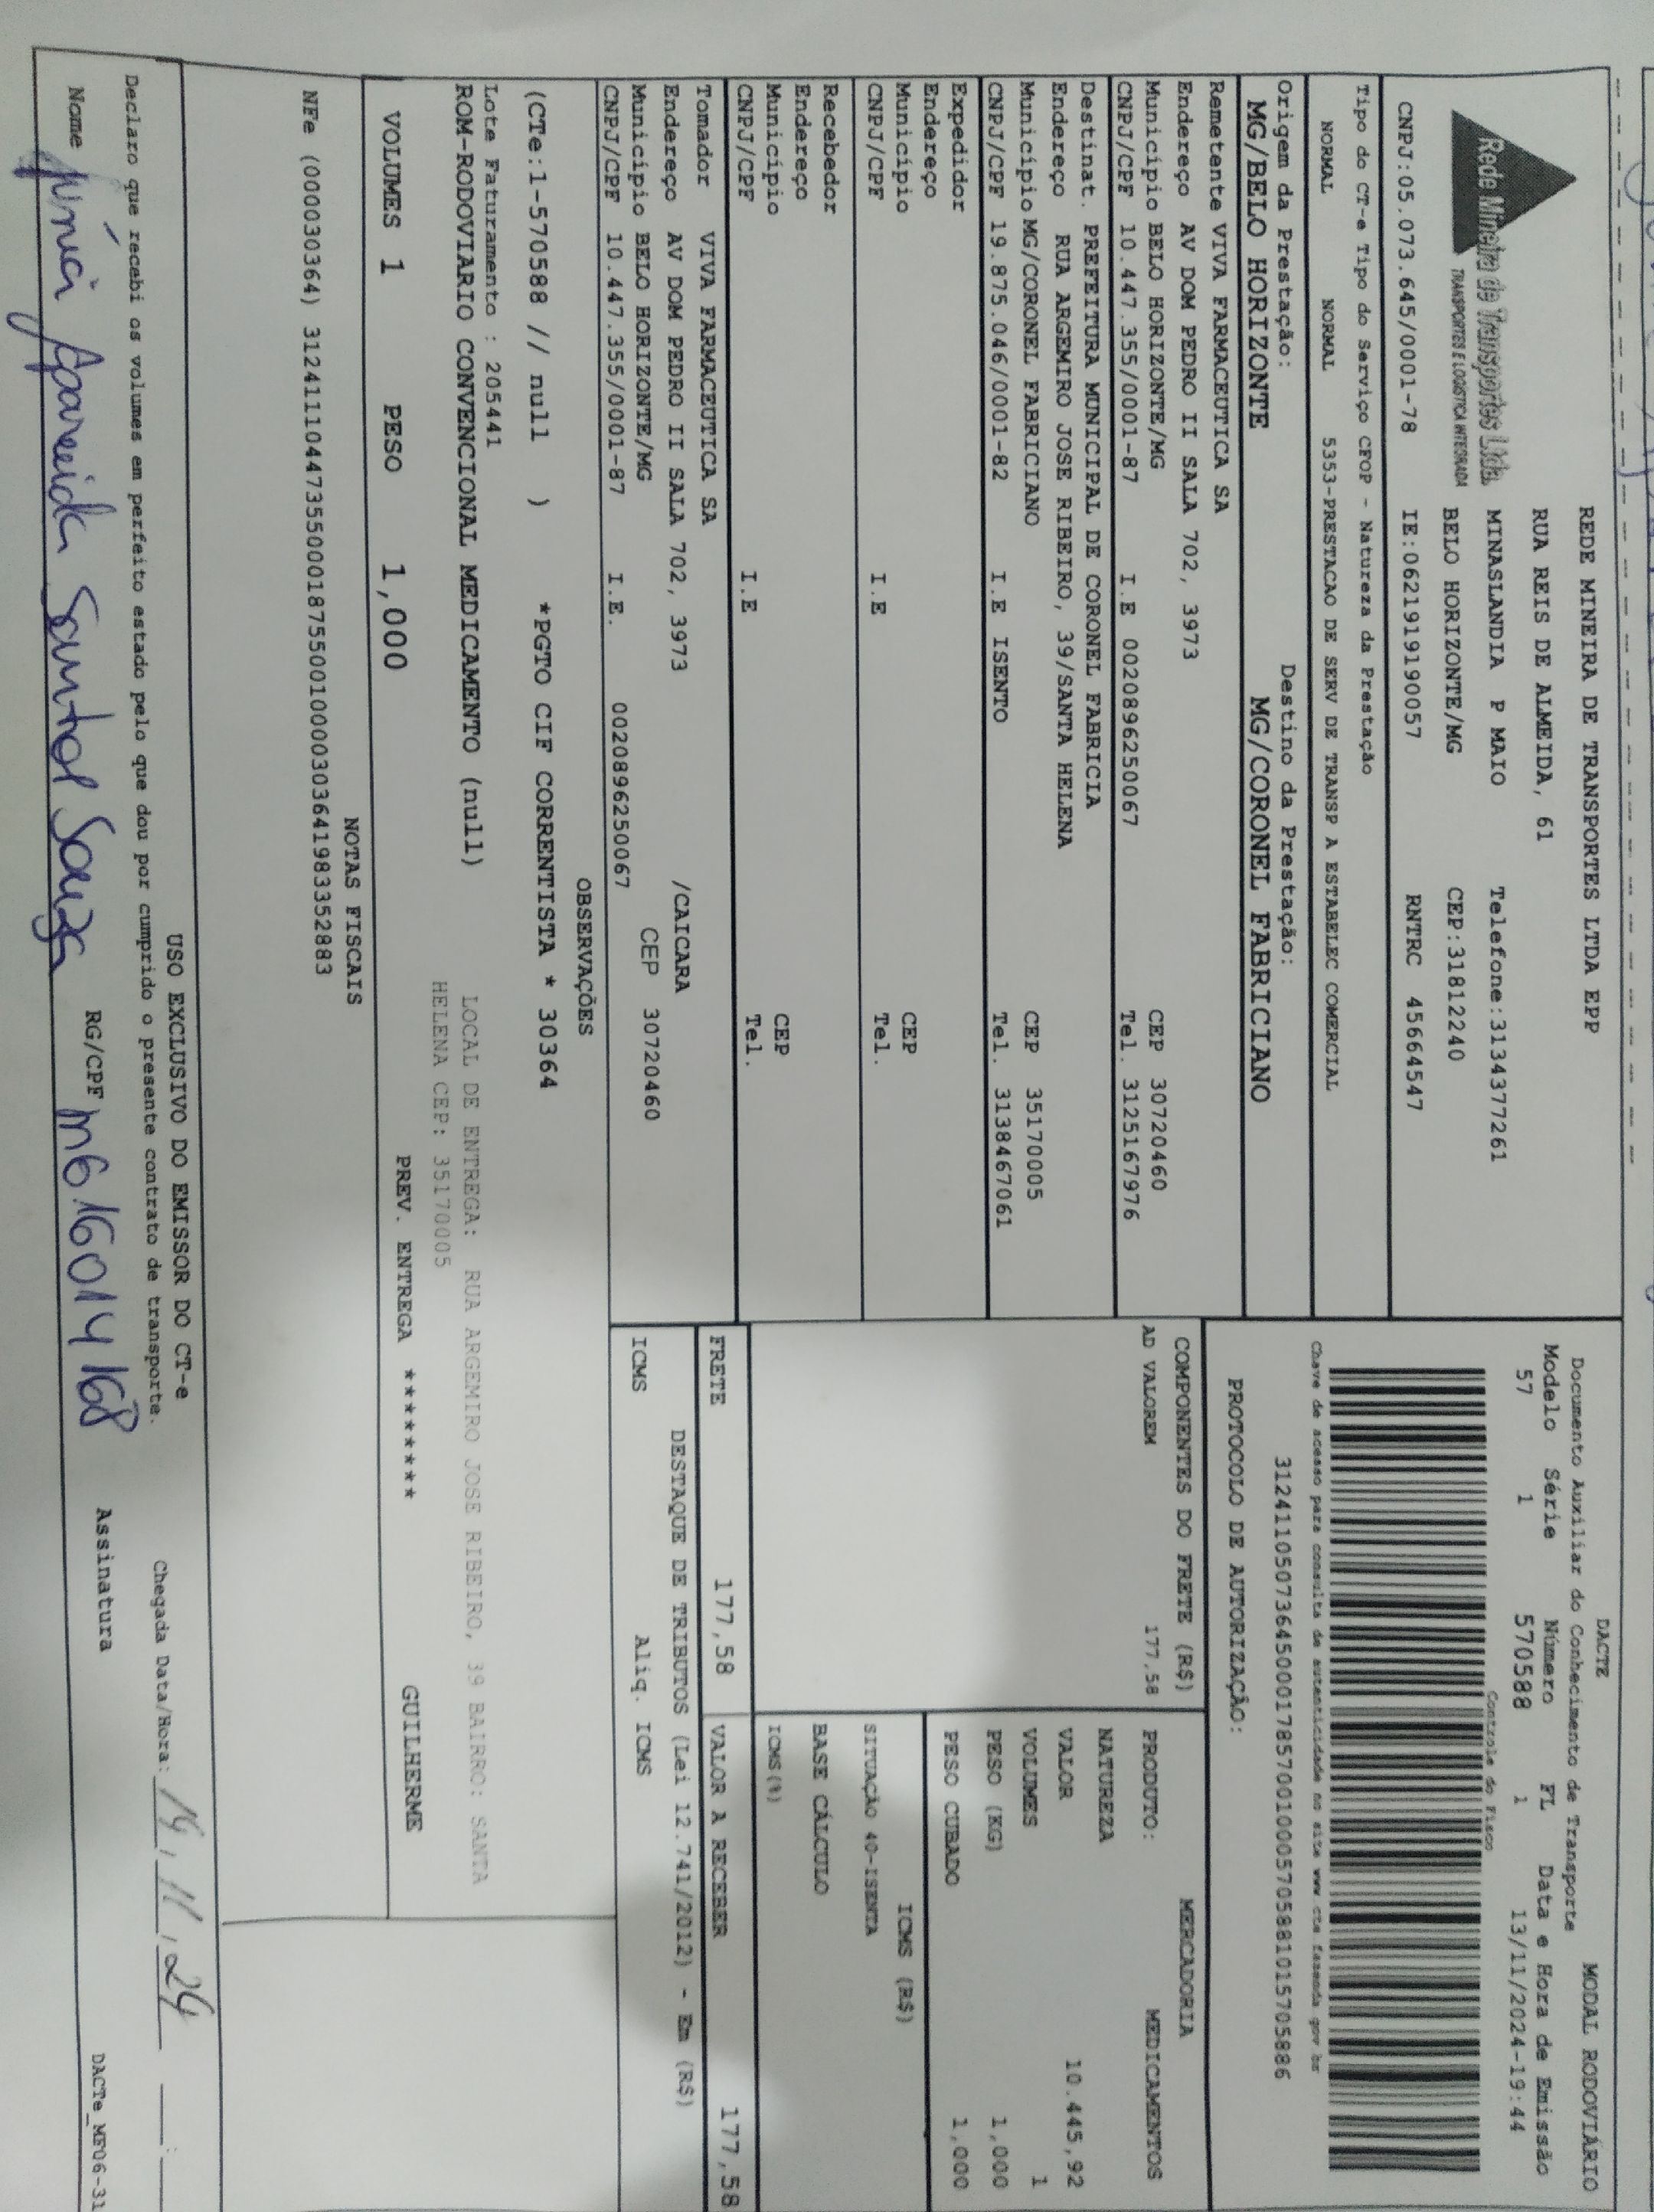 Rede Mineira de Transportes Ltda.
TRANSPORTES E LOGÍSTICA INTEGRADA
REDE MINEIRA DE TRANSPORTES LTDA EPP
RUA REIS DE ALMEIDA, 61
MINASLANDIA P MAIO Telefone:3134377261
BELO HORIZONTE/MG CEP:31812240
CNPJ:05.073.645/0001-78 IE:0621919190057 RNTRC 45664547
Tipo do CT-e Tipo do Serviço CFOP - Natureza da Prestação
NORMAL NORMAL 5353-PRESTACAO DE SERV DE TRANSP A ESTABELEC COMERCIAL
Origem da Prestação: Destino da Prestação:
MG/BELO HORIZONTE MG/CORONEL FABRICIANO
DACTE MODAL RODOVIÁRIO
Documento Auxiliar do Conhecimento de Transporte
Modelo Série Número FL Data e Hora de Emissão
57 1 570588 1 13/11/2024-19:44
Controle do Fisco
Chave de acesso para consulta de autenticidade no site www cte fazenda gov br
31241105073645000178570010005705881015705886
PROTOCOLO DE AUTORIZAÇÃO:
Remetente VIVA FARMACEUTICA SA
Endereço AV DOM PEDRO II SALA 702, 3973
Município BELO HORIZONTE/MG CEP 30720460
CNPJ/CPF 10.447.355/0001-87 I.E 0020896250067 Tel. 3125167976
Destinat. PREFEITURA MUNICIPAL DE CORONEL FABRICIA
Endereço RUA ARGEMIRO JOSE RIBEIRO, 39/SANTA HELENA
Município MG/CORONEL FABRICIANO CEP 35170005
CNPJ/CPF 19.875.046/0001-82 I.E ISENTO Tel. 3138467061
Expedidor
Endereço
Município CEP
CNPJ/CPF I.E Tel.
Recebedor
Endereço
Município CEP
CNPJ/CPF I.E Tel.
Tomador VIVA FARMACEUTICA SA
Endereço AV DOM PEDRO II SALA 702, 3973 /CAICARA
Município BELO HORIZONTE/MG CEP 30720460
CNPJ/CPF 10.447.355/0001-87 I.E. 0020896250067
COMPONENTES DO FRETE (R$)
AD VALOREM 177,58
MERCADORIA
PRODUTO: MEDICAMENTOS
NATUREZA
VALOR 10.445,92
VOLUMES 1
PESO (KG) 1,000
PESO CUBADO 1,000
ICMS (R$)
SITUAÇÃO 40-ISENTA
BASE CÁLCULO
ICMS(%)
FRETE 177,58 VALOR A RECEBER 177,58
DESTAQUE DE TRIBUTOS (Lei 12.741/2012) - Em (R$)
ICMS Aliq. ICMS
OBSERVAÇÕES
(CTe:1-570588 // null ) *PGTO CIF CORRENTISTA * 30364
Lote Faturamento : 205441
ROM-RODOVIARIO CONVENCIONAL MEDICAMENTO (null)
LOCAL DE ENTREGA: RUA ARGEMIRO JOSE RIBEIRO, 39 BAIRRO: SANTA
HELENA CEP: 35170005
VOLUMES 1 PESO 1,000 PREV. ENTREGA ******** GUILHERME
NOTAS FISCAIS
NFe (000030364) 31241110447355000187550010000303641983352883
USO EXCLUSIVO DO EMISSOR DO CT-e
Declaro que recebi os volumes em perfeito estado pelo que dou por cumprido o presente contrato de transporte.
Chegada Data/Hora: 14, 11, 24 :
Nome Júnia Aparecida Santos Souza RG/CPF M616014168 Assinatura
DACTe_MF06-31